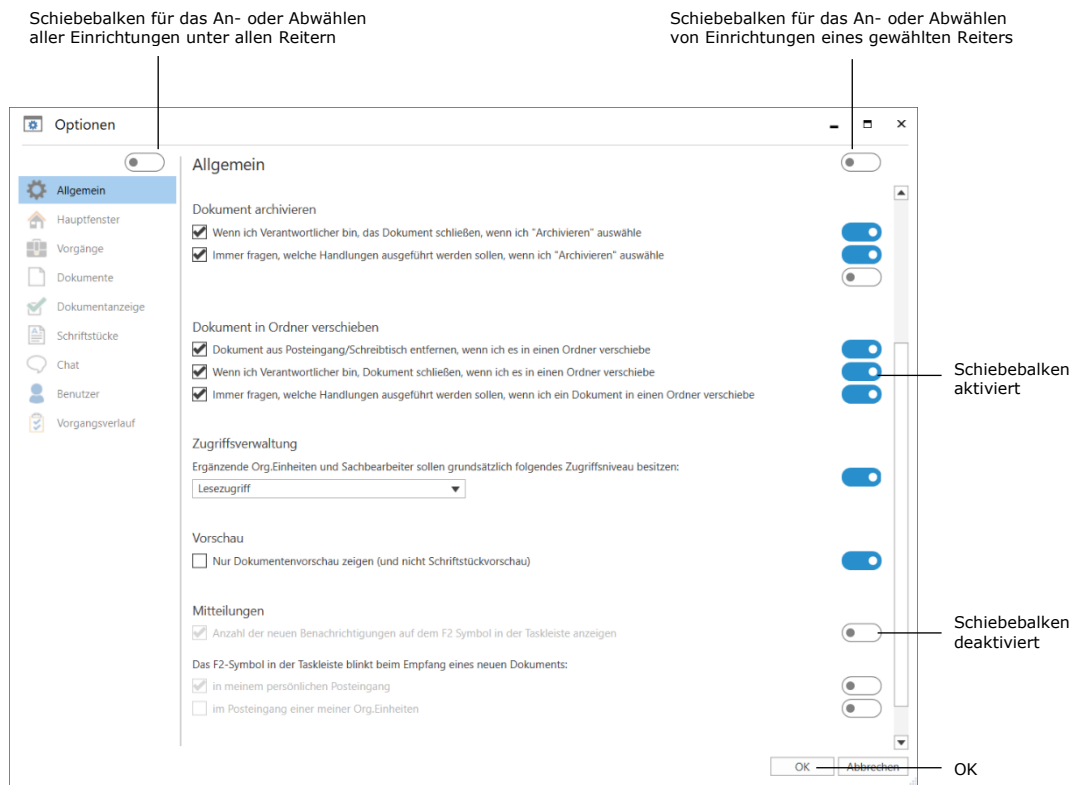 Schiebebalken für das An- oder Abwählen
aller Einrichtungen unter allen Reitern
Schiebebalken für das An- oder Abwählen
von Einrichtungen eines gewählten Reiters
Optionen
Allgemein
Hauptfenster
Vorgänge
Dokumente
Dokumentanzeige
Schriftstücke
Chat
Benutzer
Vorgangsverlauf
Allgemein
Dokument archivieren
Wenn ich Verantwortlicher bin, das Dokument schließen, wenn ich "Archivieren" auswähle
Immer fragen, welche Handlungen ausgeführt werden sollen, wenn ich "Archivieren" auswähle
Dokument in Ordner verschieben
Dokument aus Posteingang/Schreibtisch entfernen, wenn ich es in einen Ordner verschiebe
Wenn ich Verantwortlicher bin, Dokument schließen, wenn ich es in einen Ordner verschiebe
Immer fragen, welche Handlungen ausgeführt werden sollen, wenn ich ein Dokument in einen Ordner verschiebe
Zugriffsverwaltung
Ergänzende Org.Einheiten und Sachbearbeiter sollen grundsätzlich folgendes Zugriffsniveau besitzen:
Lesezugriff
Vorschau
Nur Dokumentenvorschau zeigen (und nicht Schriftstückvorschau)
Mitteilungen
Anzahl der neuen Benachrichtigungen auf dem F2 Symbol in der Taskleiste anzeigen
Das F2-Symbol in der Taskleiste blinkt beim Empfang eines neuen Dokuments:
in meinem persönlichen Posteingang
im Posteingang einer meiner Org.Einheiten
OK
Abbrechen
Schiebebalken
aktiviert
Schiebebalken
deaktiviert
OK